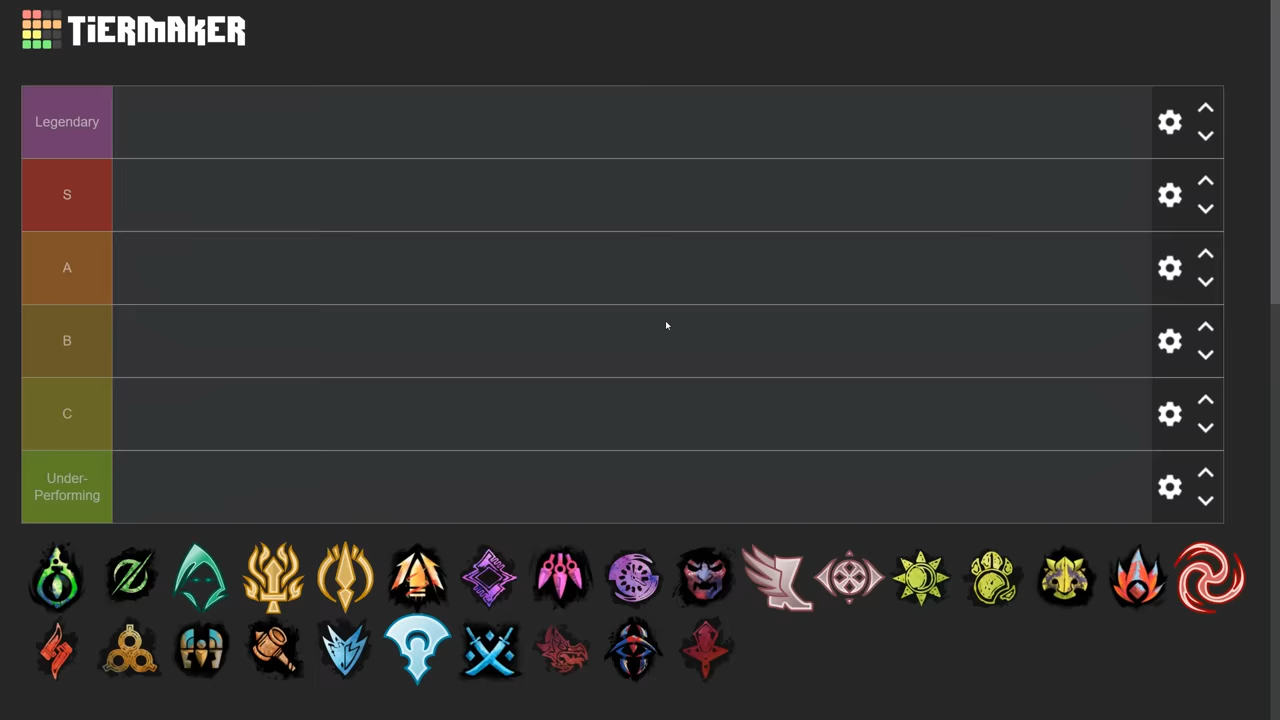 TiERMAKER
Legendary
S
A
B
C
Under-
Performing